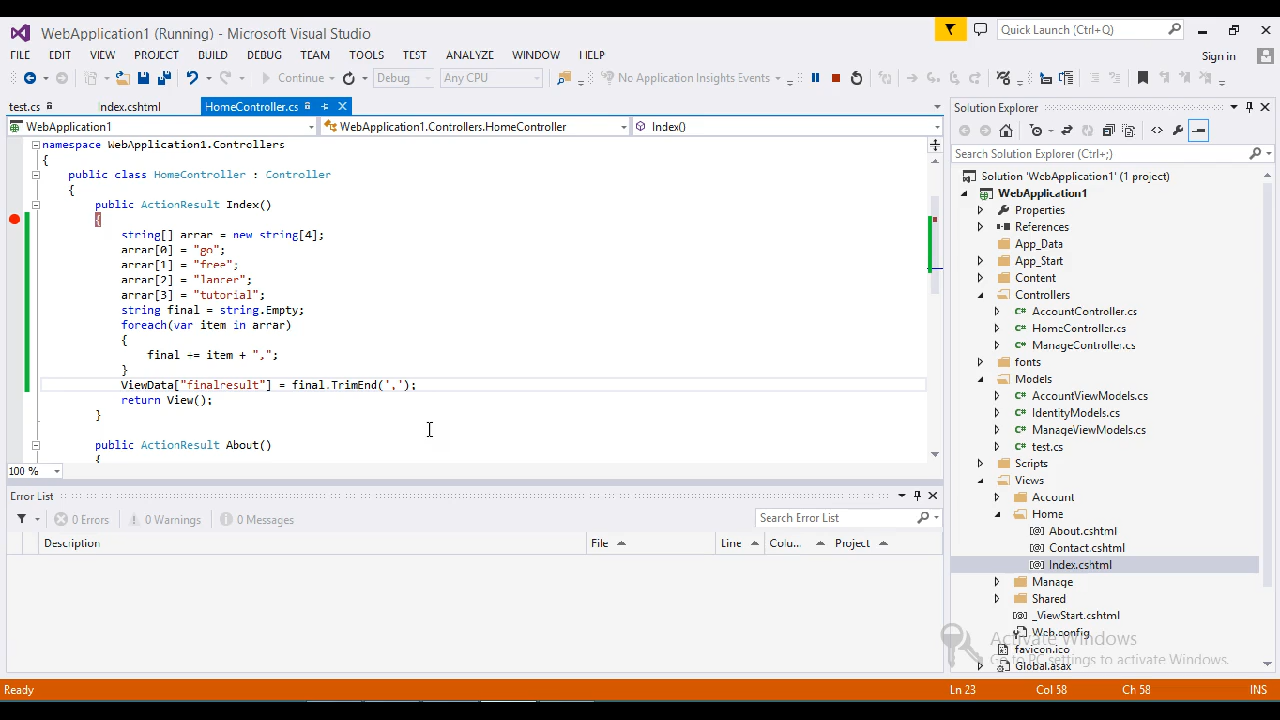 WebApplication1 (Running) - Microsoft Visual Studio
Quick Launch (Ctrl+Q)
FILE EDIT VIEW PROJECT BUILD DEBUG TEAM TOOLS TEST ANALYZE WINDOW HELP
Sign in
Continue Debug Any CPU No Application Insights Events
test.cs Index.cshtml HomeController.cs
WebApplication1 WebApplication1.Controllers.HomeController Index()
namespace WebApplication1.Controllers
{
public class HomeController : Controller
{
public ActionResult Index()
{
string[] arrar = new string[4];
arrar[0] = "go";
arrar[1] = "free";
arrar[2] = "lancer";
arrar[3] = "tutorial";
string final = string.Empty;
foreach(var item in arrar)
{
final += item + ",";
}
ViewData["finalresult"] = final.TrimEnd(',');
return View();
}
public ActionResult About()
{
100 %
Error List
0 Errors 0 Warnings 0 Messages
Search Error List
Description File Line Colu... Project
Solution Explorer
Search Solution Explorer (Ctrl+;)
Solution 'WebApplication1' (1 project)
WebApplication1
Properties
References
App_Data
App_Start
Content
Controllers
C# AccountController.cs
C# HomeController.cs
C# ManageController.cs
fonts
Models
C# AccountViewModels.cs
C# IdentityModels.cs
C# ManageViewModels.cs
C# test.cs
Scripts
Views
Account
Home
[@] About.cshtml
[@] Contact.cshtml
[@] Index.cshtml
Manage
Shared
[@] _ViewStart.cshtml
Web.config
favicon.ico
Global.asax
Activate Windows
Go to PC settings to activate Windows.
Ready Ln 23 Col 58 Ch 58 INS